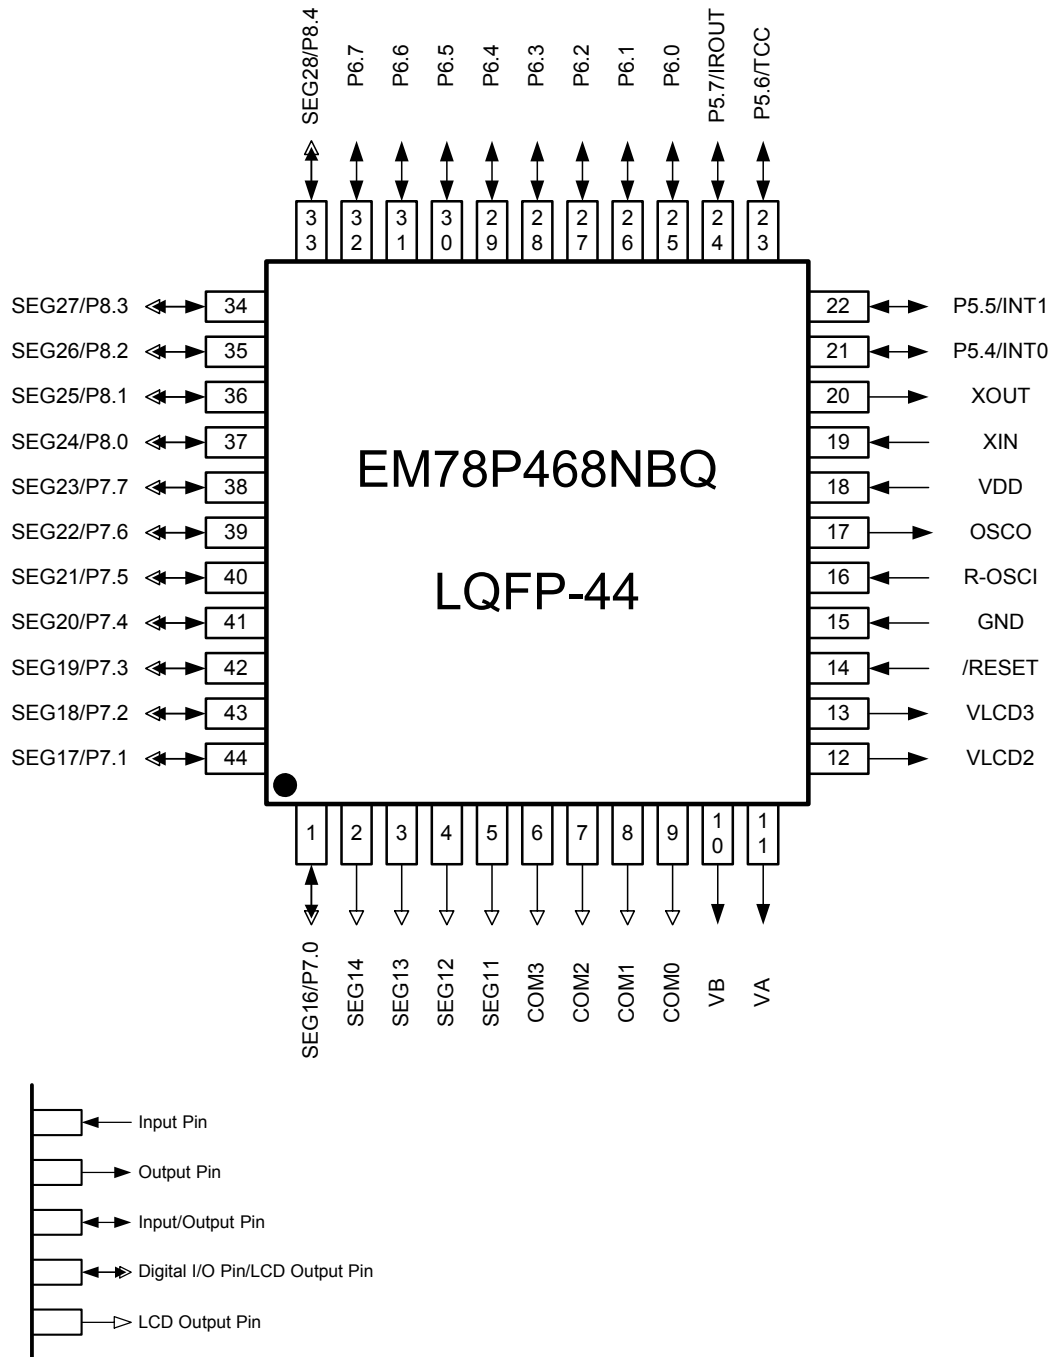 SEG28/P8.4
P6.7
P6.6
P6.5
P6.4
P6.3
P6.2
P6.1
P6.0
P5.7/IROUT
P5.6/TCC
33
32
31
30
29
28
27
26
25
24
23
SEG27/P8.3 34
SEG26/P8.2 35
SEG25/P8.1 36
SEG24/P8.0 37
SEG23/P7.7 38
SEG22/P7.6 39
SEG21/P7.5 40
SEG20/P7.4 41
SEG19/P7.3 42
SEG18/P7.2 43
SEG17/P7.1 44
EM78P468NBQ
LQFP-44
22 P5.5/INT1
21 P5.4/INT0
20 XOUT
19 XIN
18 VDD
17 OSCO
16 R-OSCI
15 GND
14 /RESET
13 VLCD3
12 VLCD2
1
2
3
4
5
6
7
8
9
10
11
SEG16/P7.0
SEG14
SEG13
SEG12
SEG11
COM3
COM2
COM1
COM0
VB
VA
Input Pin
Output Pin
Input/Output Pin
Digital I/O Pin/LCD Output Pin
LCD Output Pin